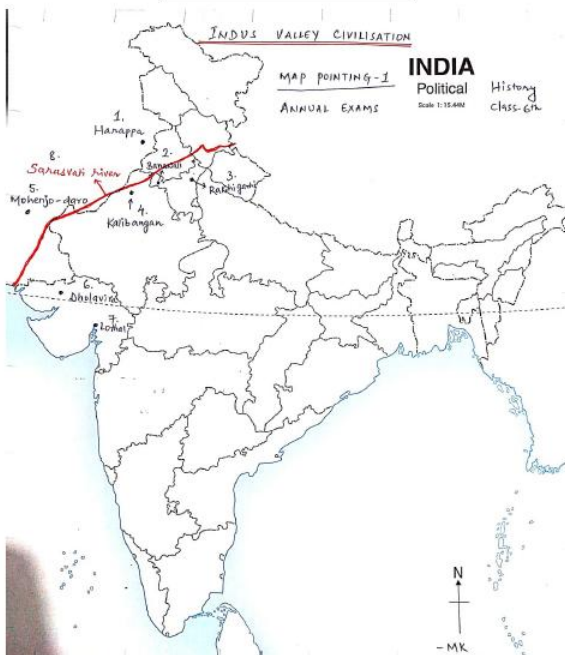 INDUS VALLEY CIVILISATION
MAP POINTING-1
ANNUAL EXAMS
INDIA
Political
Scale 1:15.44M
History
Class-6th
1.
Harappa
8.
Sarasvati river
2.
Banawali
3.
Rakhigarhi
5.
Mohenjo-daro
4.
Kalibangan
6.
Dholavira
7.
Lothal
N
-MK